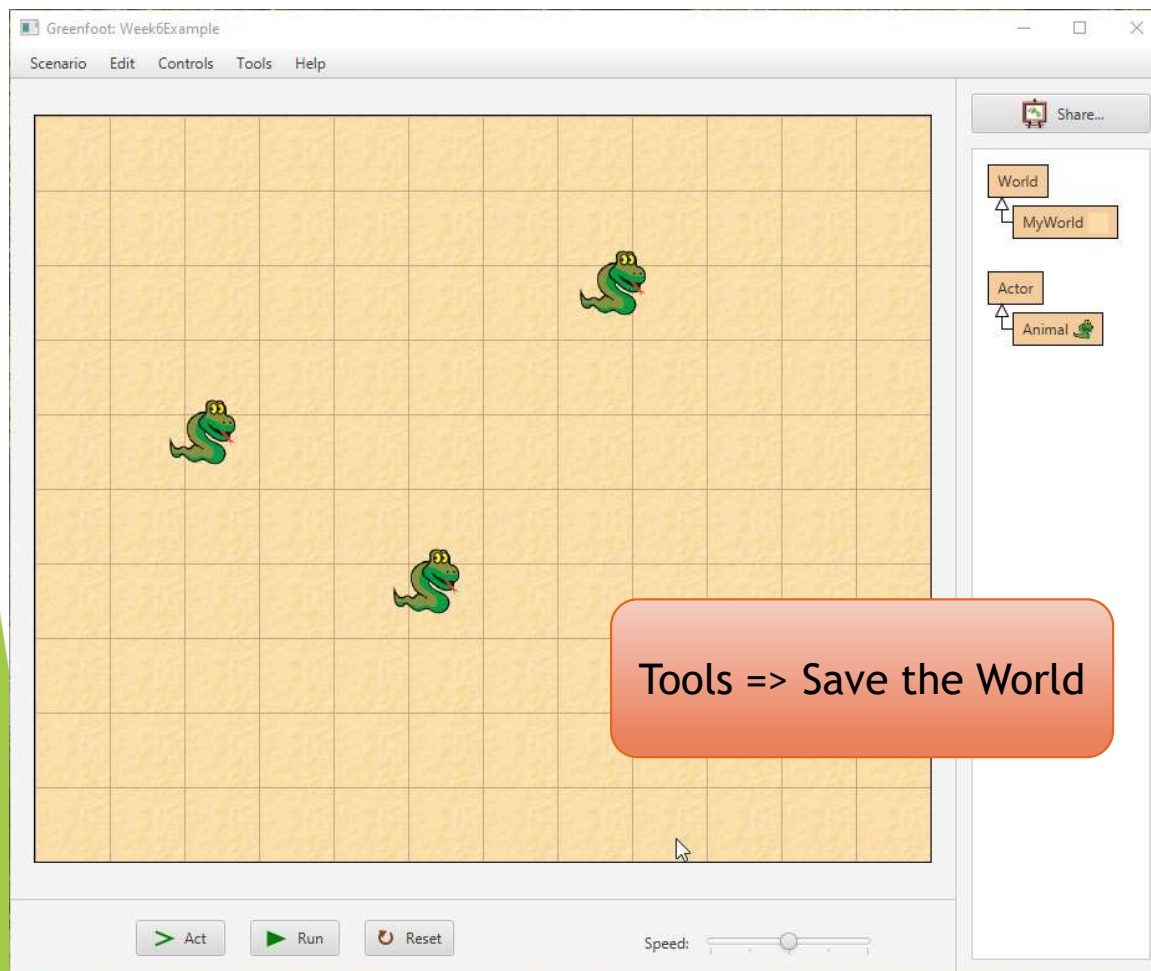 Greenfoot: Week6Example
Scenario Edit Controls Tools Help
Share...
World
MyWorld
Actor
Animal
Tools => Save the World
Act Run Reset Speed: